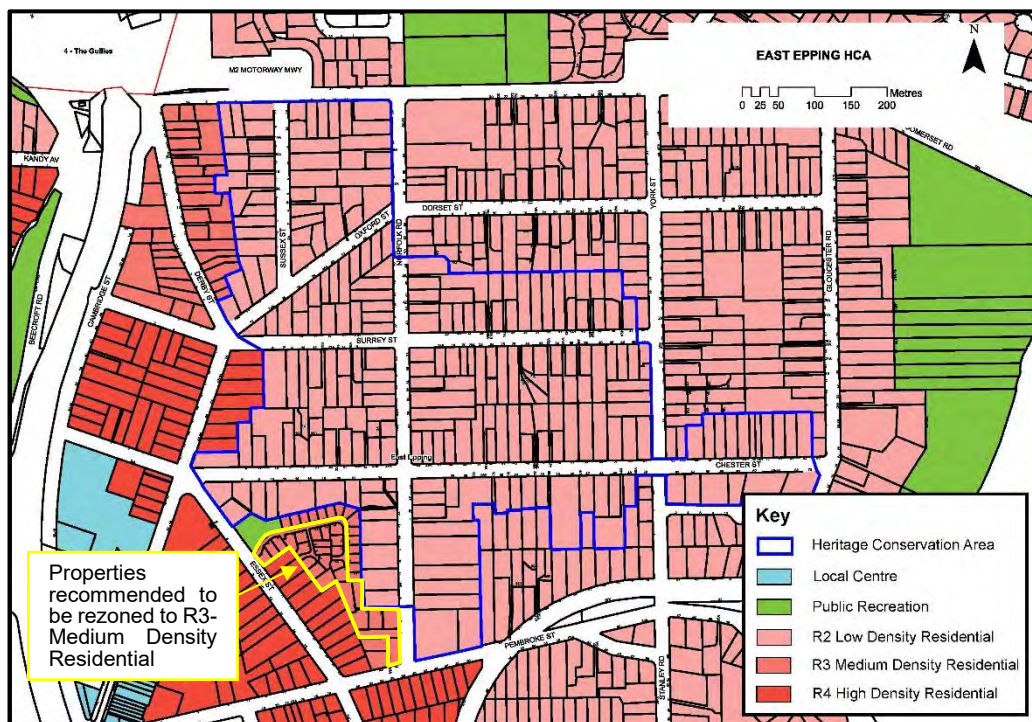 4 - The Gullies
M2 MOTORWAY MWY
EAST EPPING HCA
N
0 25 50 100 150 200
Metres
SOMERSET RD
KANDY AV
DORSET ST
YORK ST
OXFORD ST
NORFOLK RD
SUSSEX ST
GLOUCESTER RD
DERBY ST
CAMBRIDGE ST
BEECROFT RD
SURREY ST
East Epping
CHESTER ST
ESSEX ST
PEMBROKE ST
STANLEY RD
Properties
recommended to
be rezoned to R3-
Medium Density
Residential
Key
Heritage Conservation Area
Local Centre
Public Recreation
R2 Low Density Residential
R3 Medium Density Residential
R4 High Density Residential